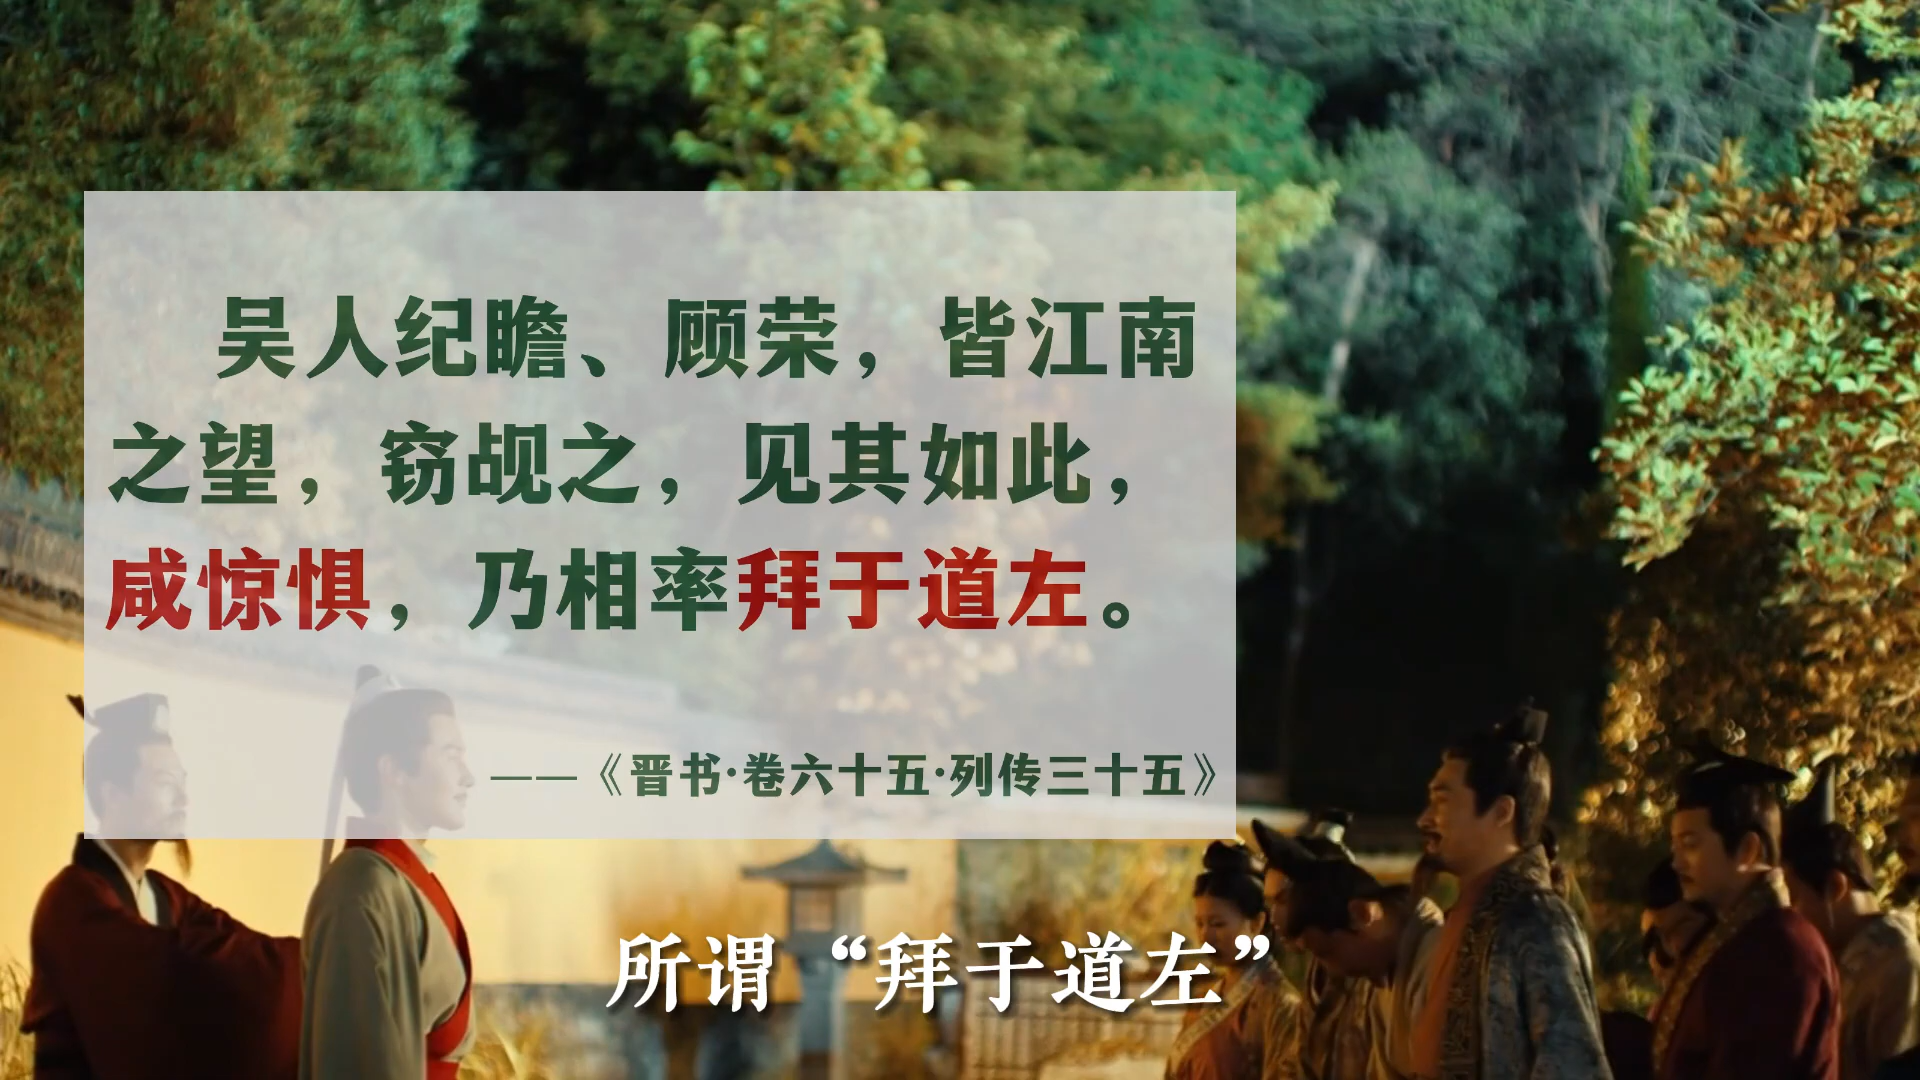 吴人纪瞻、顾荣，皆江南
之望，窃觇之，见其如此，
咸惊惧，乃相率拜于道左。
——《晋书·卷六十五·列传三十五》
所谓“拜于道左”